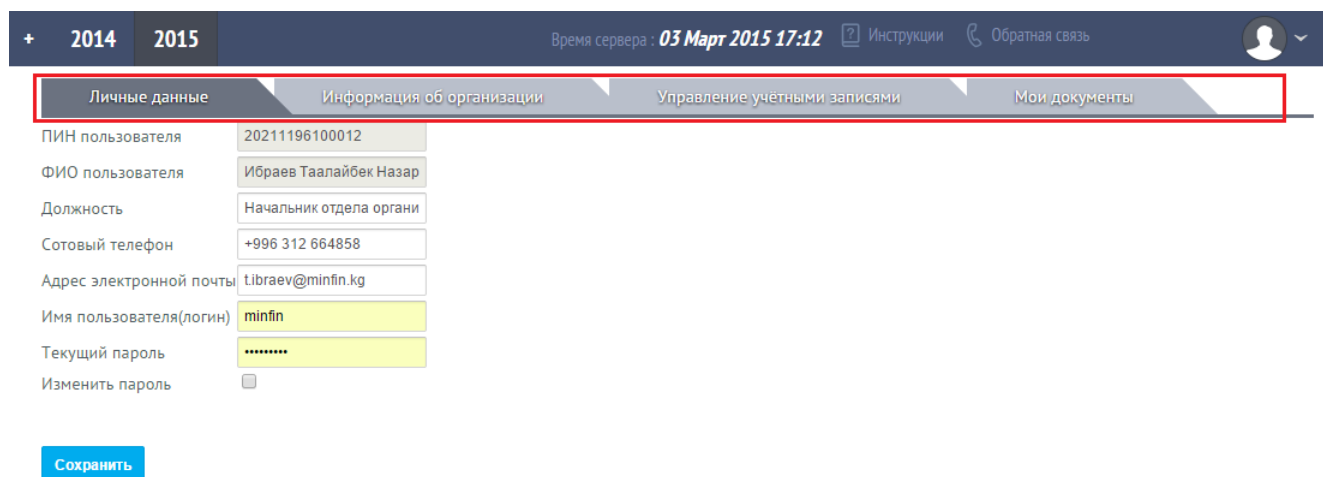 + 2014 2015 Время сервера : 03 Март 2015 17:12 Инструкции Обратная связь
Личные данные Информация об организации Управление учётными записями Мои документы
ПИН пользователя 20211196100012
ФИО пользователя Ибраев Таалайбек Назар
Должность Начальник отдела органи
Сотовый телефон +996 312 664858
Адрес электронной почты t.ibraev@minfin.kg
Имя пользователя(логин) minfin
Текущий пароль •••••••••
Изменить пароль
Сохранить